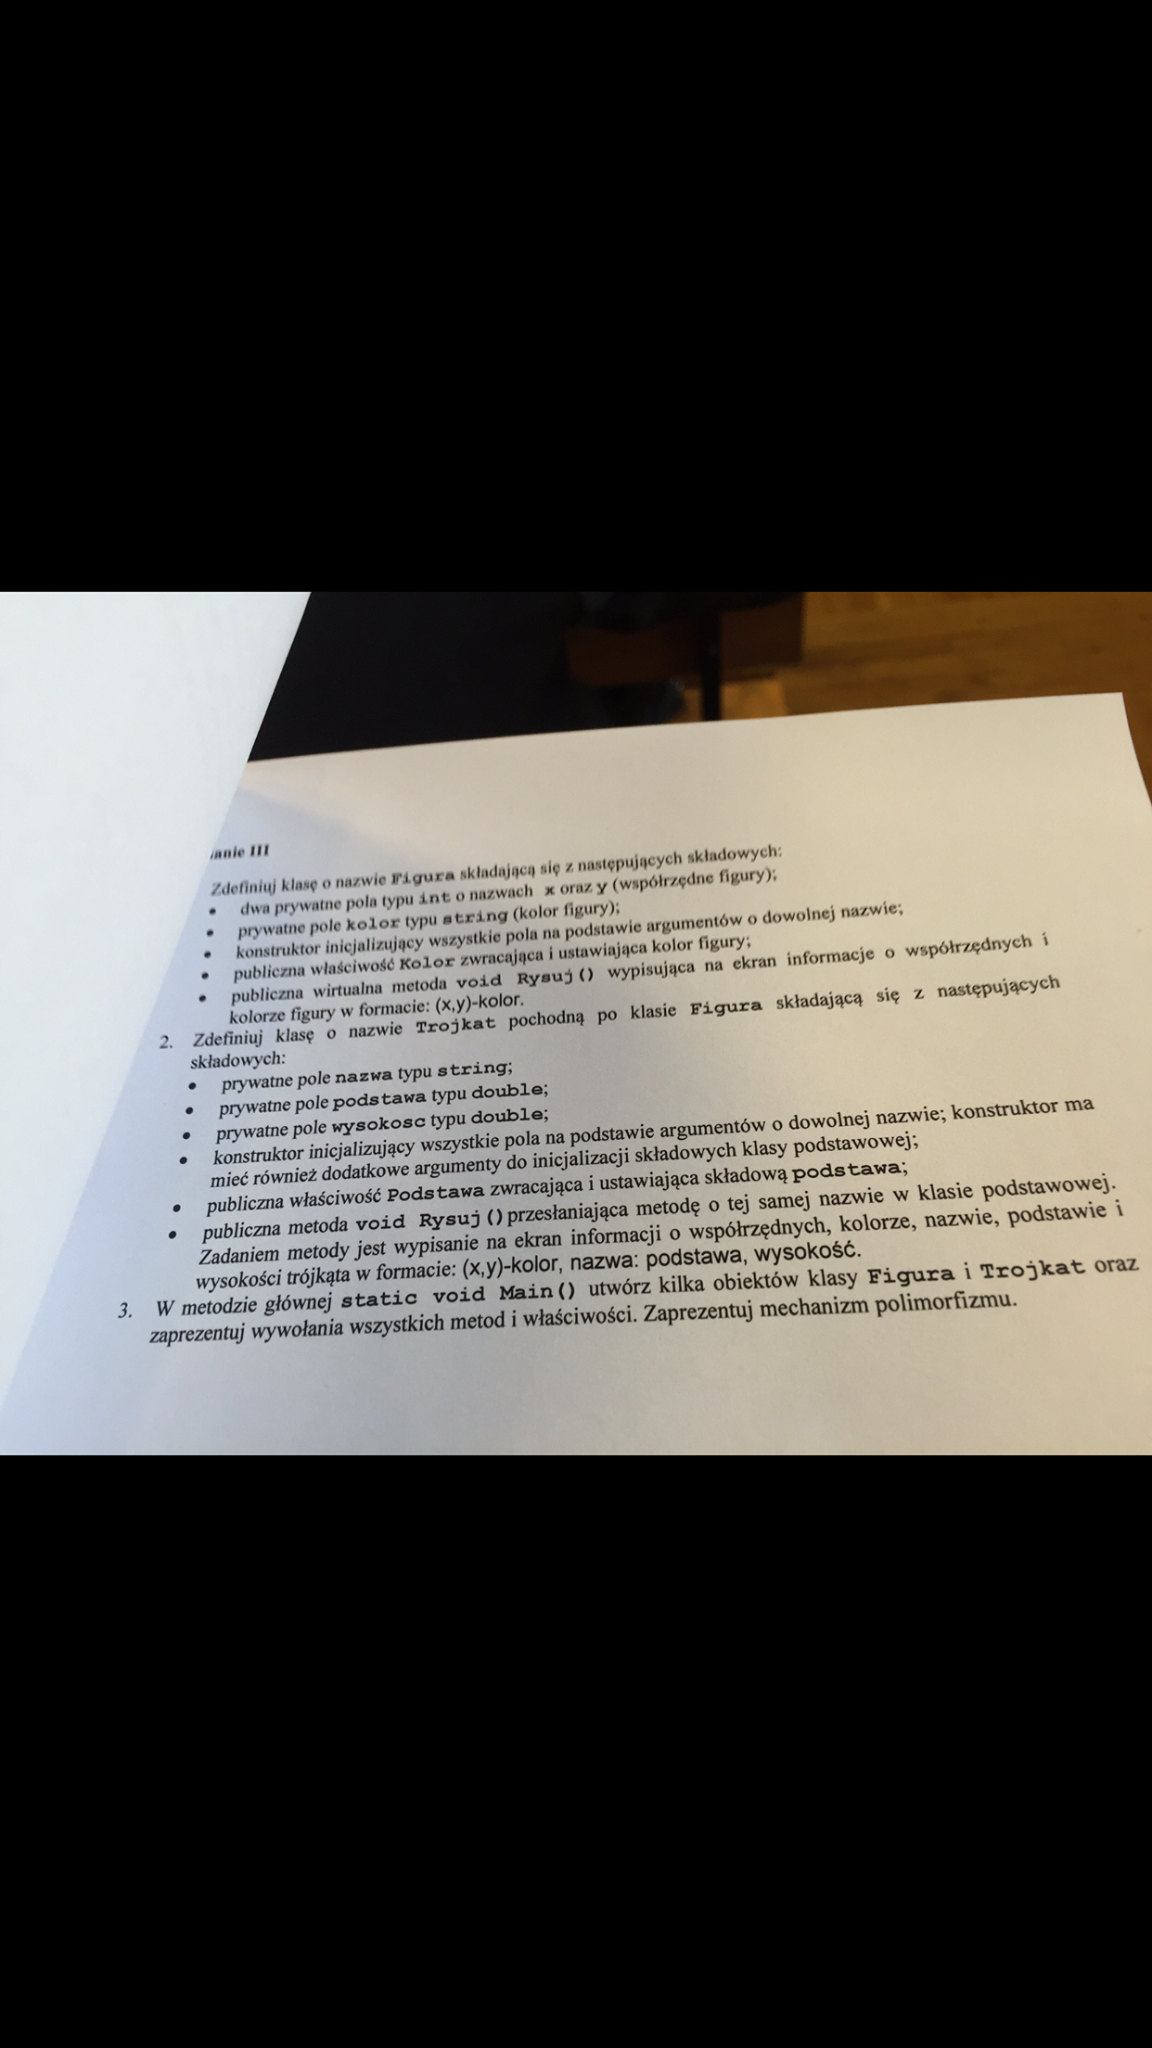 anie III
Zdefiniuj klasę o nazwie Figura składającą się z następujących składowych:
• dwa prywatne pola typu int o nazwach x oraz y (współrzędne figury);
• prywatne pole kolor typu string (kolor figury);
• konstruktor inicjalizujący wszystkie pola na podstawie argumentów o dowolnej nazwie;
• publiczna właściwość Kolor zwracająca i ustawiająca kolor figury;
• publiczna wirtualna metoda void Rysuj() wypisująca na ekran informacje o współrzędnych i
kolorze figury w formacie: (x,y)-kolor.
2. Zdefiniuj klasę o nazwie Trojkat pochodną po klasie Figura składającą się z następujących
składowych:
• prywatne pole nazwa typu string;
• prywatne pole podstawa typu double;
• prywatne pole wysokosc typu double;
• konstruktor inicjalizujący wszystkie pola na podstawie argumentów o dowolnej nazwie; konstruktor ma
mieć również dodatkowe argumenty do inicjalizacji składowych klasy podstawowej;
• publiczna właściwość Podstawa zwracająca i ustawiająca składową podstawa;
• publiczna metoda void Rysuj() przesłaniająca metodę o tej samej nazwie w klasie podstawowej.
Zadaniem metody jest wypisanie na ekran informacji o współrzędnych, kolorze, nazwie, podstawie i
wysokości trójkąta w formacie: (x,y)-kolor, nazwa: podstawa, wysokość.
3. W metodzie głównej static void Main() utwórz kilka obiektów klasy Figura i Trojkat oraz
zaprezentuj wywołania wszystkich metod i właściwości. Zaprezentuj mechanizm polimorfizmu.